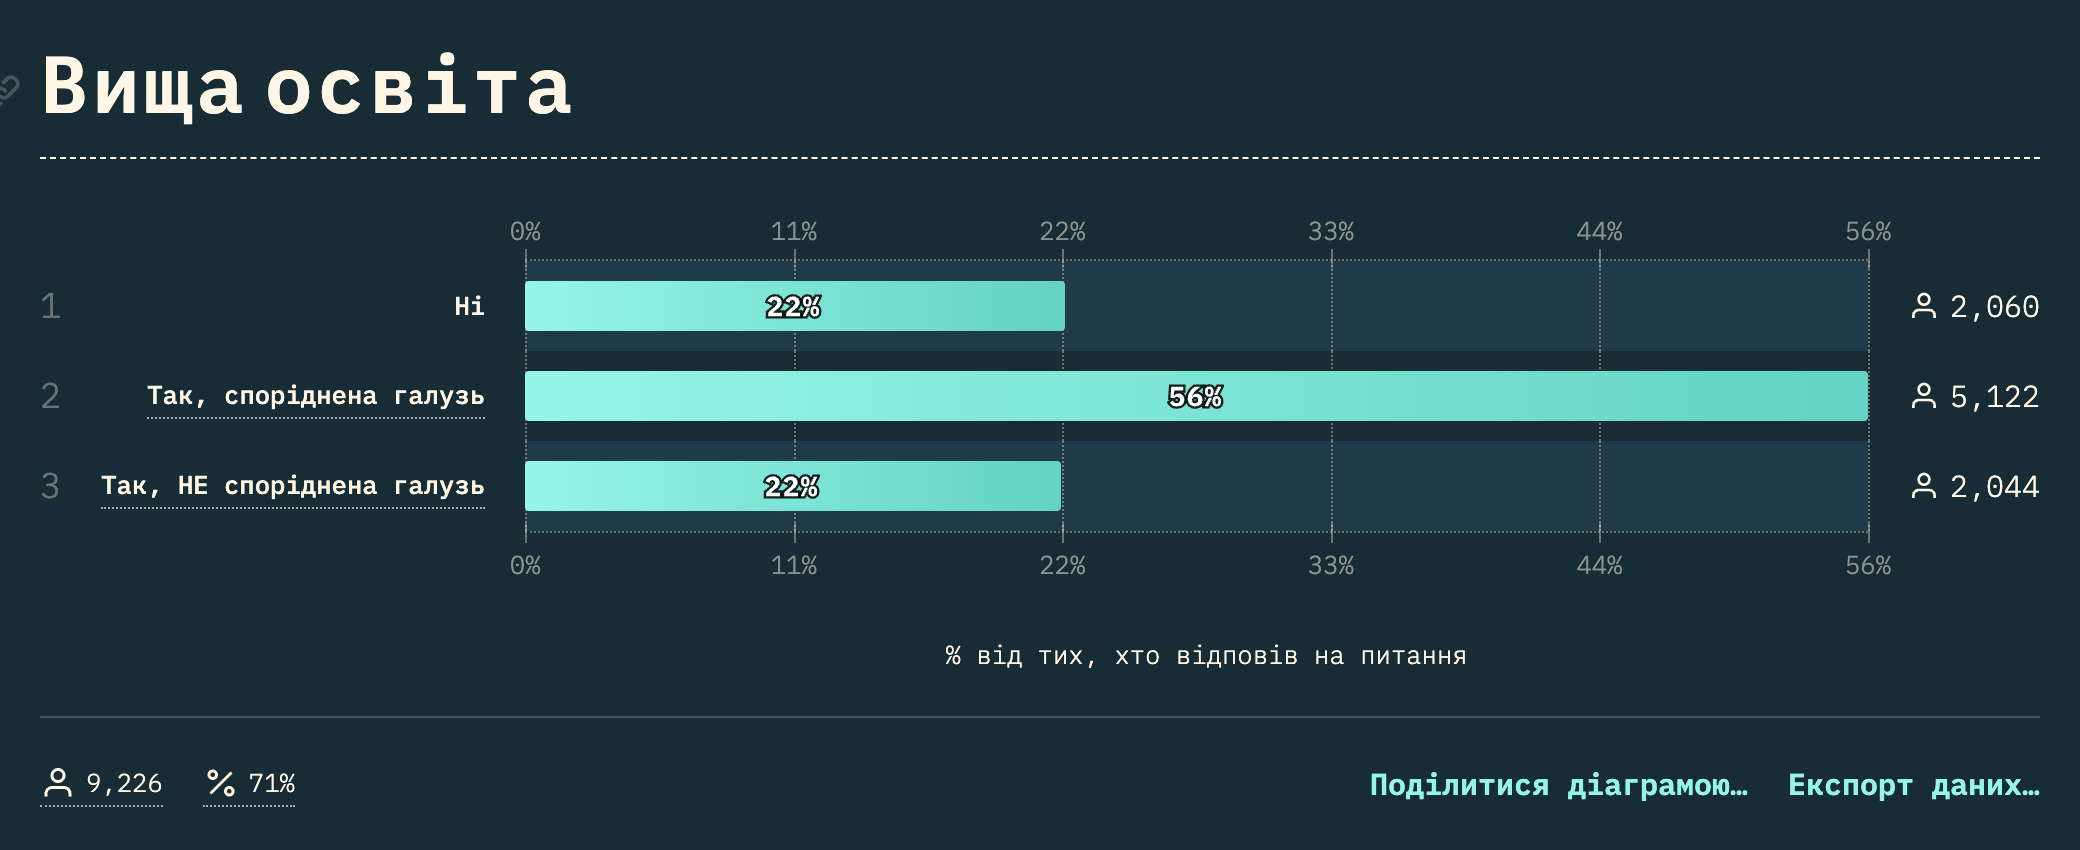 Вища освіта
0% 11% 22% 33% 44% 56%
1 Ні 22% 2,060
2 Так, споріднена галузь 56% 5,122
3 Так, НЕ споріднена галузь 22% 2,044
0% 11% 22% 33% 44% 56%
% від тих, хто відповів на питання
9,226 71% Поділитися діаграмою… Експорт даних…